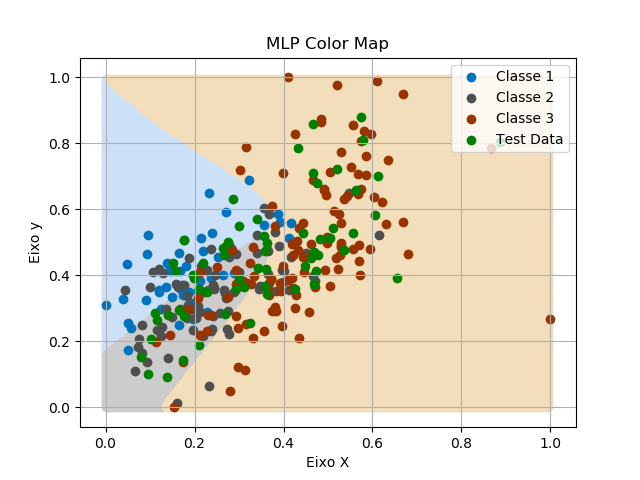 MLP Color Map
Classe 1
Classe 2
Classe 3
Test Data
Eixo y
1.0
0.8
0.6
0.4
0.2
0.0
0.0 0.2 0.4 0.6 0.8 1.0
Eixo X